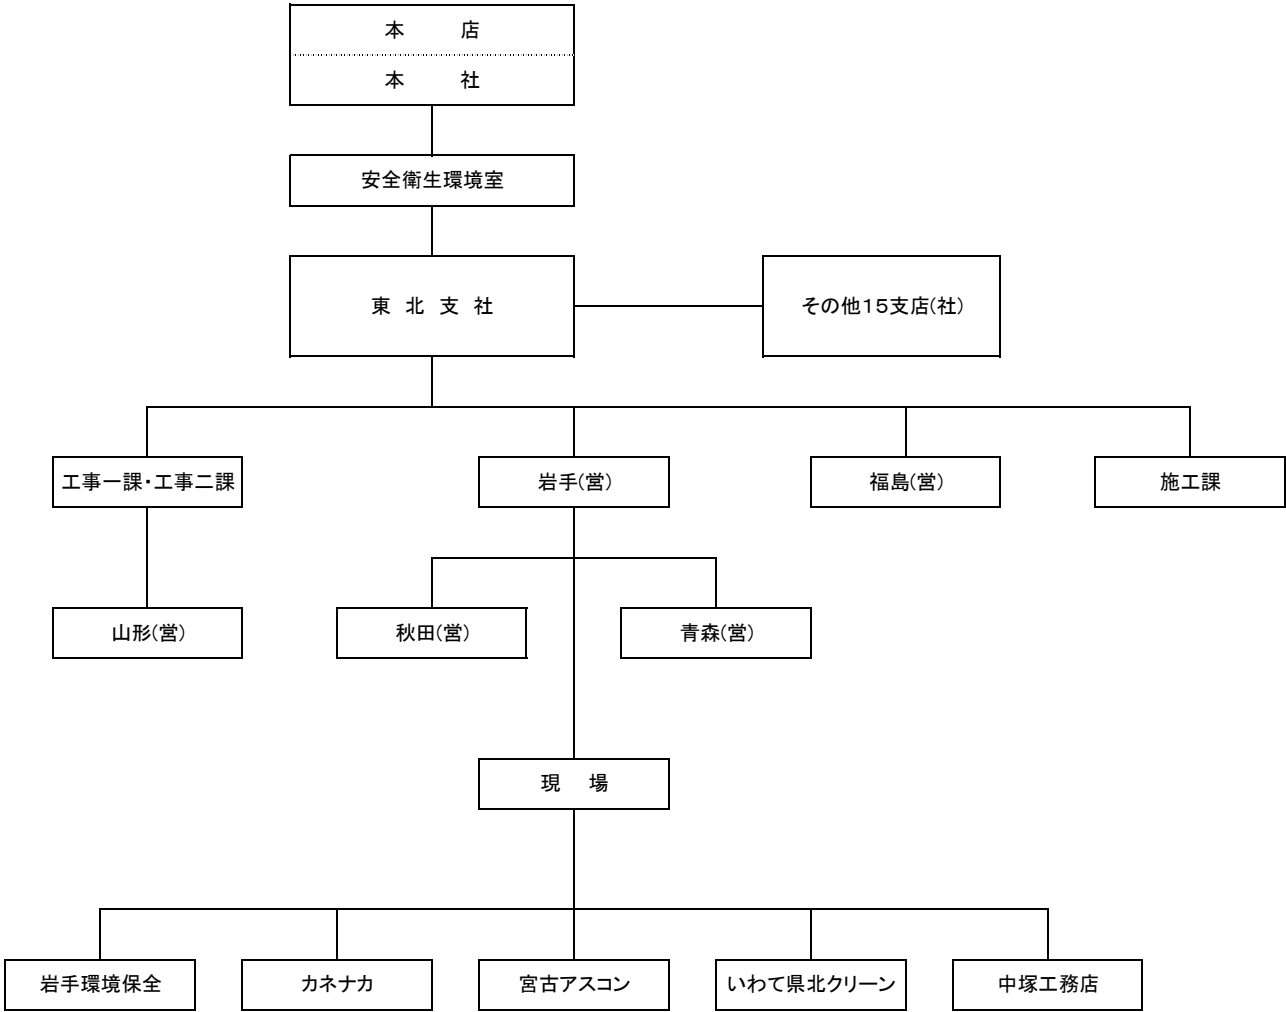 本　　店
本　　社
安全衛生環境室
東 北 支 社
その他１５支店(社)
工事一課・工事二課
岩手(営)
福島(営)
施工課
山形(営)
秋田(営)
青森(営)
現　場
岩手環境保全
カネナカ
宮古アスコン
いわて県北クリーン
中塚工務店